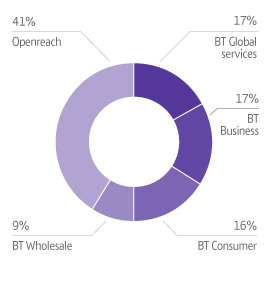 41%
Openreach
17%
BT Global
services
17%
BT
Business
9%
BT Wholesale
16%
BT Consumer